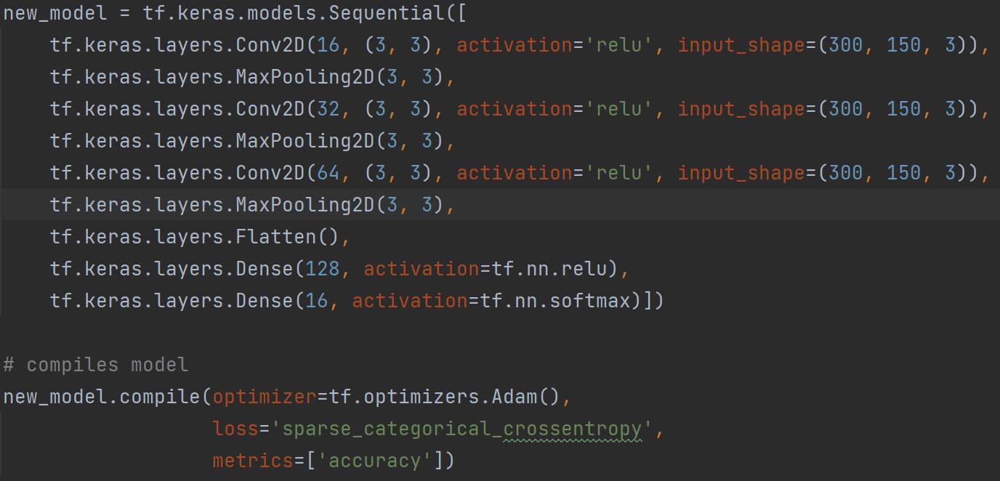 new_model = tf.keras.models.Sequential([
    tf.keras.layers.Conv2D(16, (3, 3), activation='relu', input_shape=(300, 150, 3)),
    tf.keras.layers.MaxPooling2D(3, 3),
    tf.keras.layers.Conv2D(32, (3, 3), activation='relu', input_shape=(300, 150, 3)),
    tf.keras.layers.MaxPooling2D(3, 3),
    tf.keras.layers.Conv2D(64, (3, 3), activation='relu', input_shape=(300, 150, 3)),
    tf.keras.layers.MaxPooling2D(3, 3),
    tf.keras.layers.Flatten(),
    tf.keras.layers.Dense(128, activation=tf.nn.relu),
    tf.keras.layers.Dense(16, activation=tf.nn.softmax)])
# compiles model
new_model.compile(optimizer=tf.optimizers.Adam(),
                  loss='sparse_categorical_crossentropy',
                  metrics=['accuracy'])